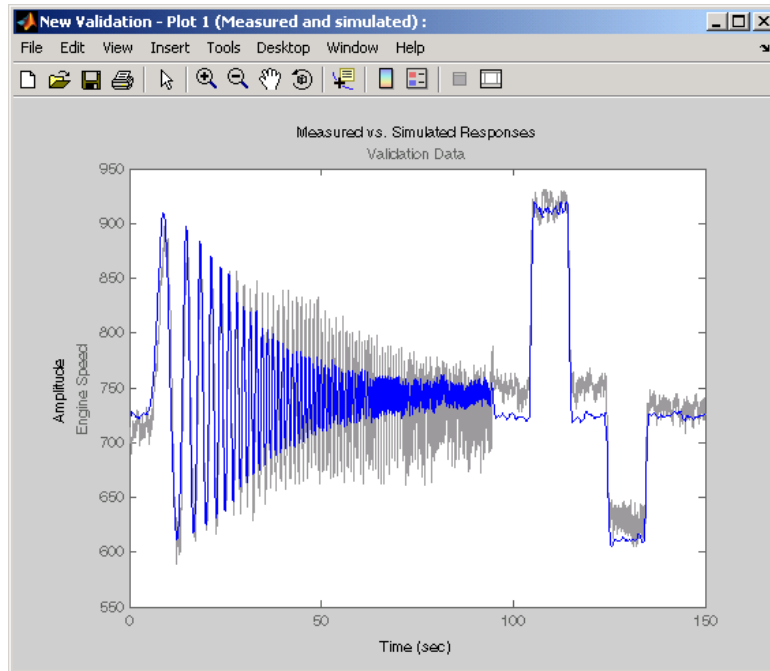 New Validation - Plot 1 (Measured and simulated) :
File Edit View Insert Tools Desktop Window Help
Measured vs. Simulated Responses
Validation Data
950
900
850
800
750
700
650
600
550
Amplitude
Engine Speed
0 50 100 150
Time (sec)